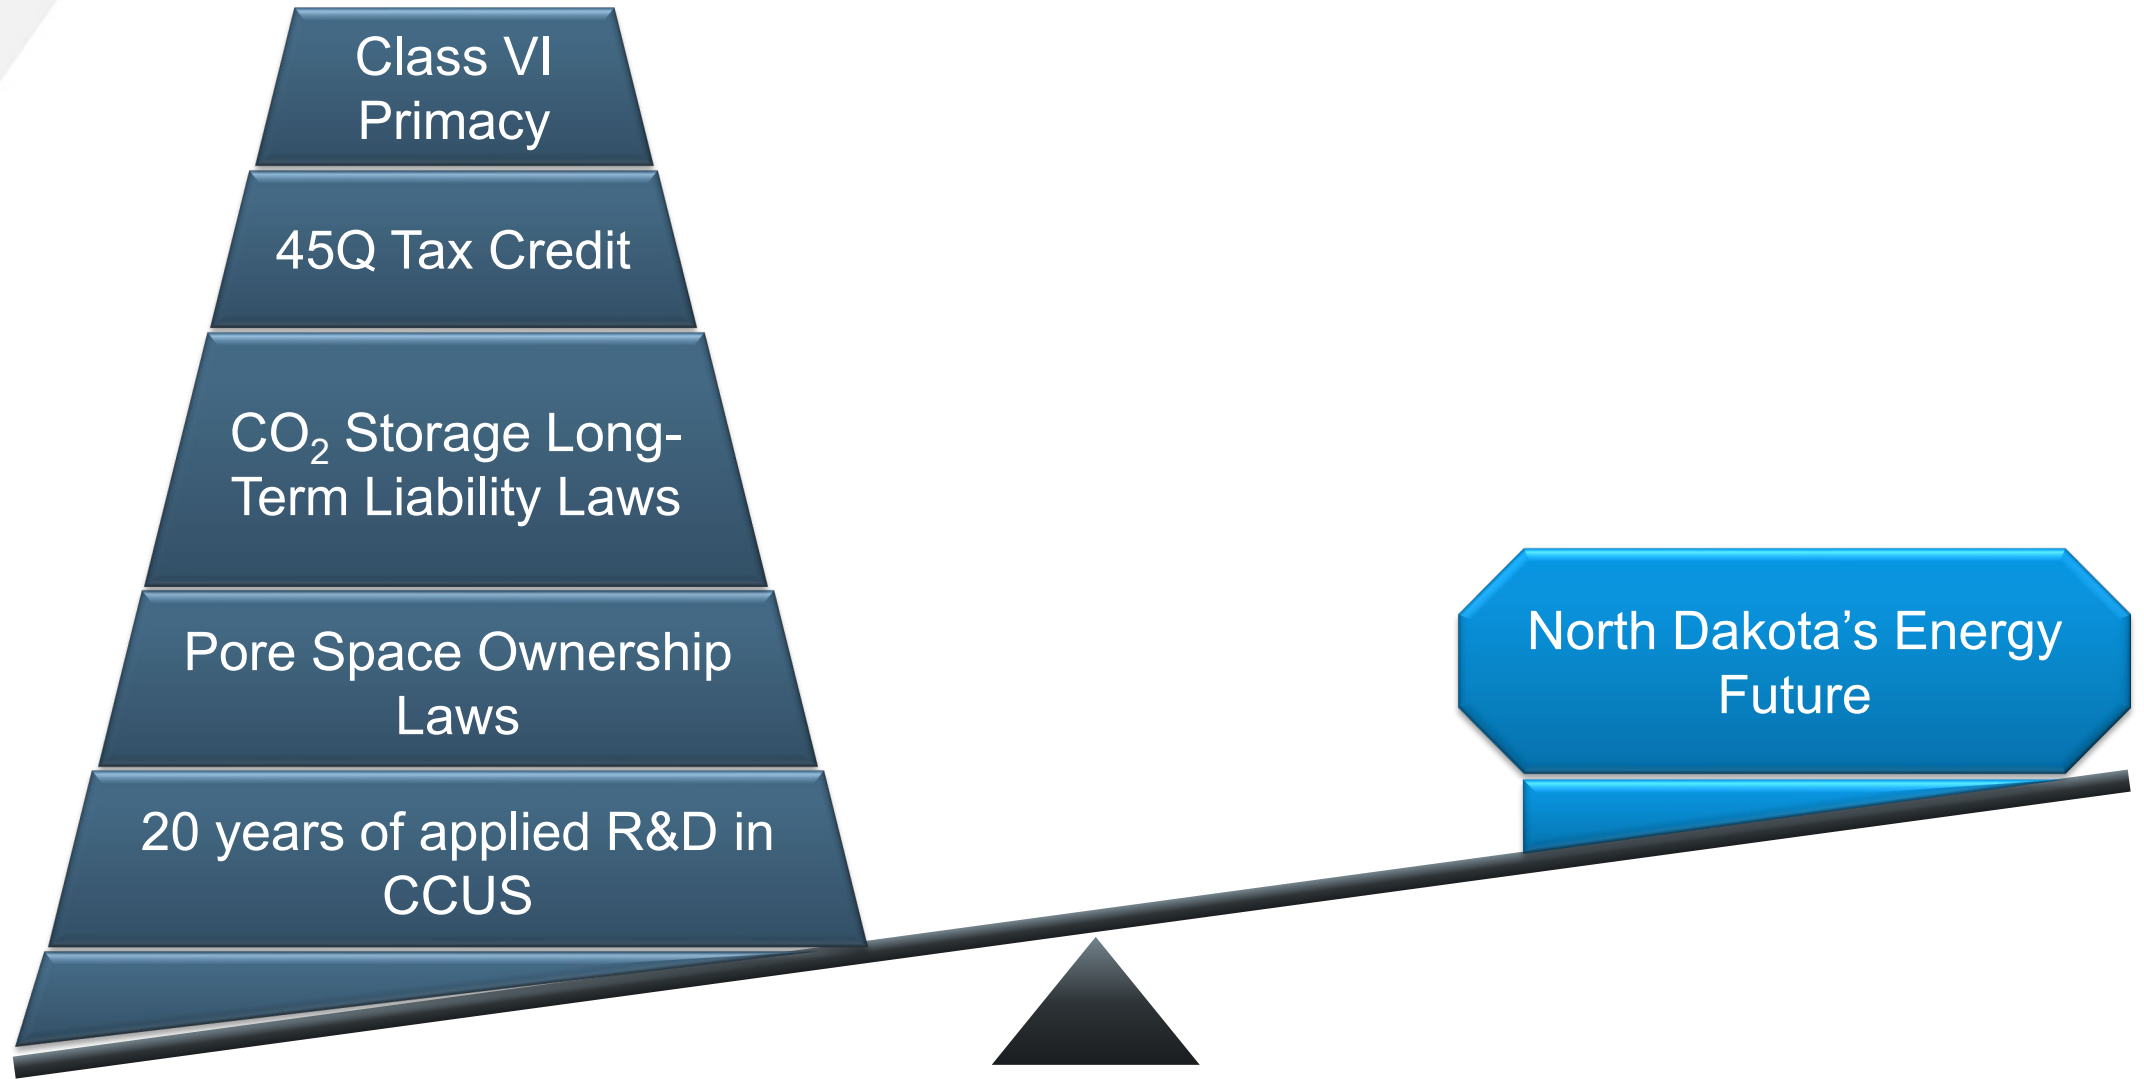 Class VI
Primacy
45Q Tax Credit
CO₂ Storage Long-
Term Liability Laws
Pore Space Ownership
Laws
20 years of applied R&D in
CCUS
North Dakota’s Energy
Future